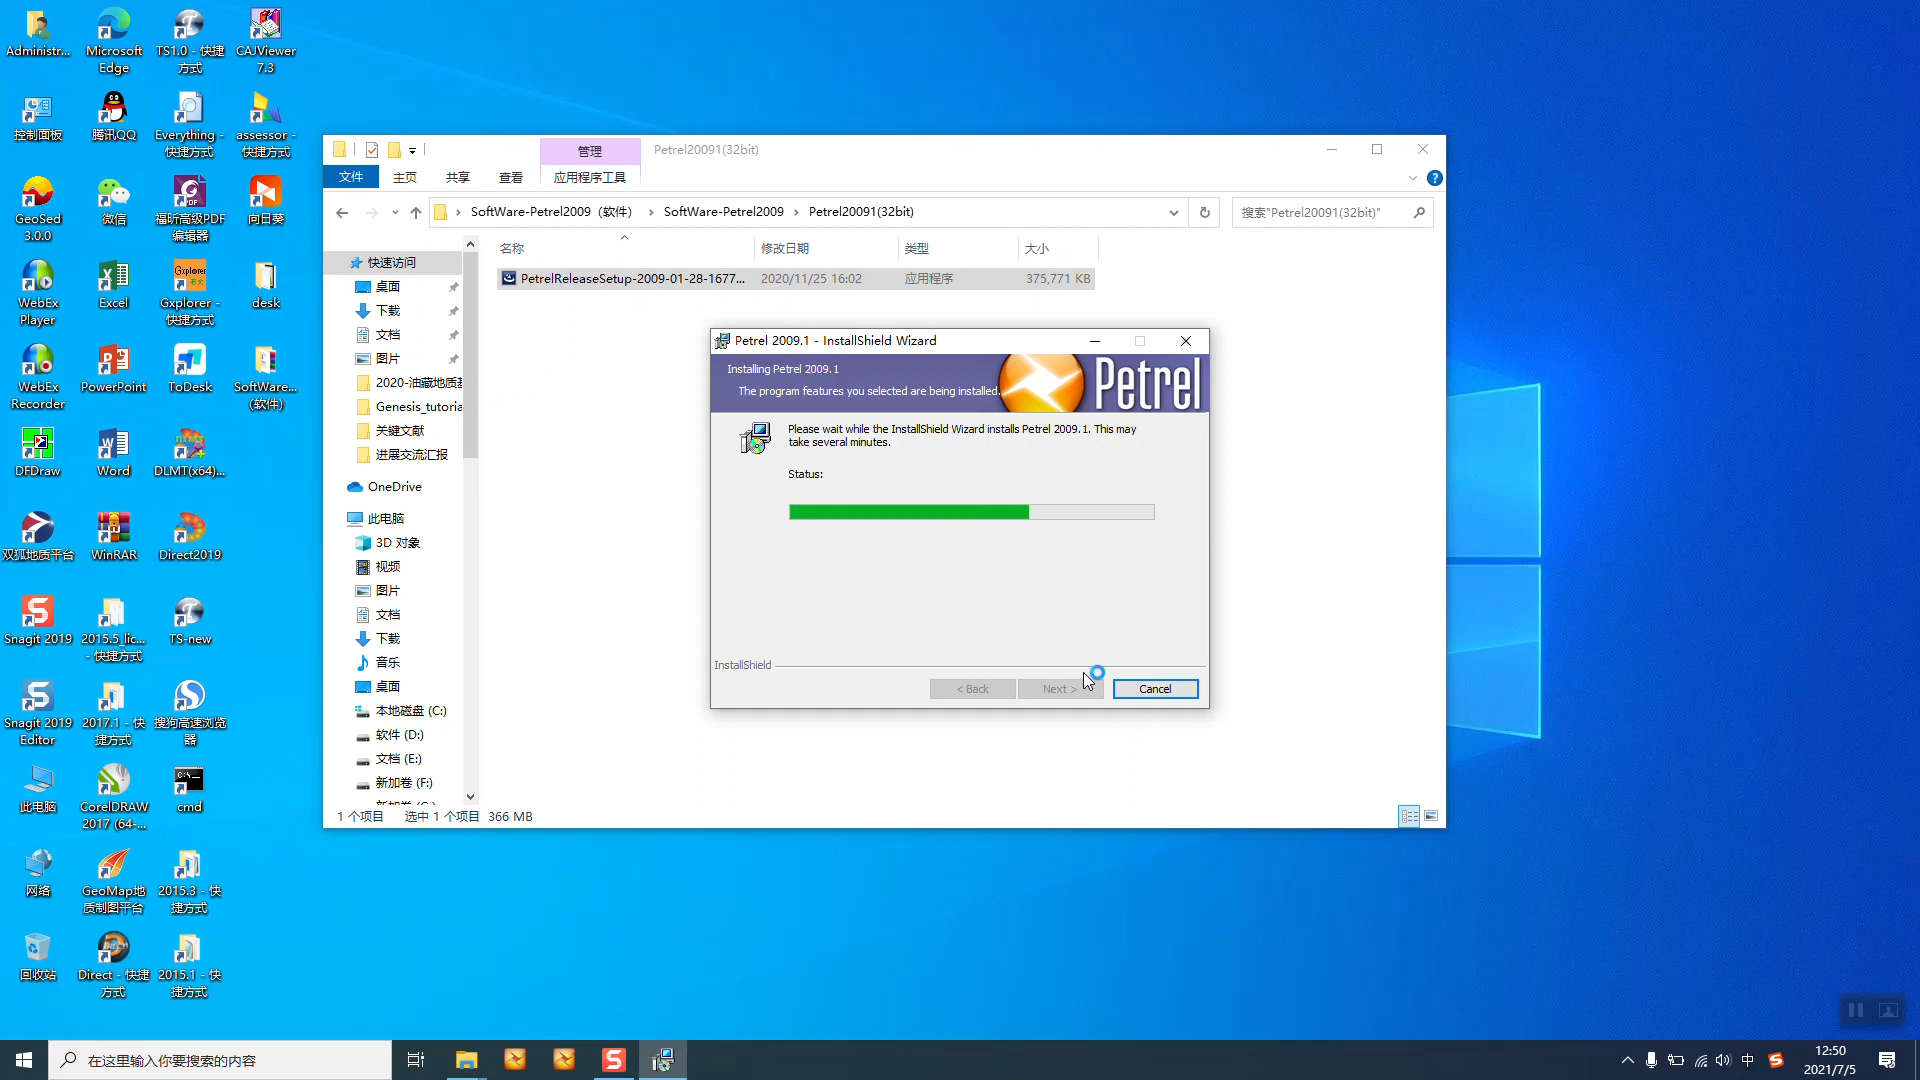 Administr...
Microsoft
Edge
TS1.0 - 快捷
方式
CAJViewer
7.3
控制面板
腾讯QQ
Everything -
快捷方式
assessor -
快捷方式
GeoSed
3.0.0
微信
福昕高级PDF
编辑器
向日葵
WebEx
Player
Excel
Gxplorer -
快捷方式
desk
WebEx
Recorder
PowerPoint
ToDesk
SoftWare...
(软件)
DFDraw
Word
DLMT(x64)...
双狐地质平台
WinRAR
Direct2019
Snagit 2019
2015.5_lic...
- 快捷方式
TS-new
Snagit 2019
Editor
2017.1 - 快
捷方式
搜狗高速浏览
器
此电脑
CorelDRAW
2017 (64-...
cmd
网络
GeoMap地
质制图平台
2015.3 - 快
捷方式
回收站
Direct - 快捷
方式
2015.1 - 快
捷方式
管理
Petrel20091(32bit)
文件
主页
共享
查看
应用程序工具
SoftWare-Petrel2009（软件） › SoftWare-Petrel2009 › Petrel20091(32bit)
搜索"Petrel20091(32bit)"
名称
修改日期
类型
大小
PetrelReleaseSetup-2009-01-28-1677...
2020/11/25 16:02
应用程序
375,771 KB
快速访问
桌面
下载
文档
图片
2020-油藏地质
Genesis_tutoria
关键文献
进展交流汇报
OneDrive
此电脑
3D 对象
视频
图片
文档
下载
音乐
桌面
本地磁盘 (C:)
软件 (D:)
文档 (E:)
新加卷 (F:)
1 个项目
选中 1 个项目 366 MB
Petrel 2009.1 - InstallShield Wizard
Installing Petrel 2009.1
The program features you selected are being installed.
Petrel
Please wait while the InstallShield Wizard installs Petrel 2009.1. This may
take several minutes.
Status:
InstallShield
< Back
Next >
Cancel
在这里输入你要搜索的内容
中
12:50
2021/7/5